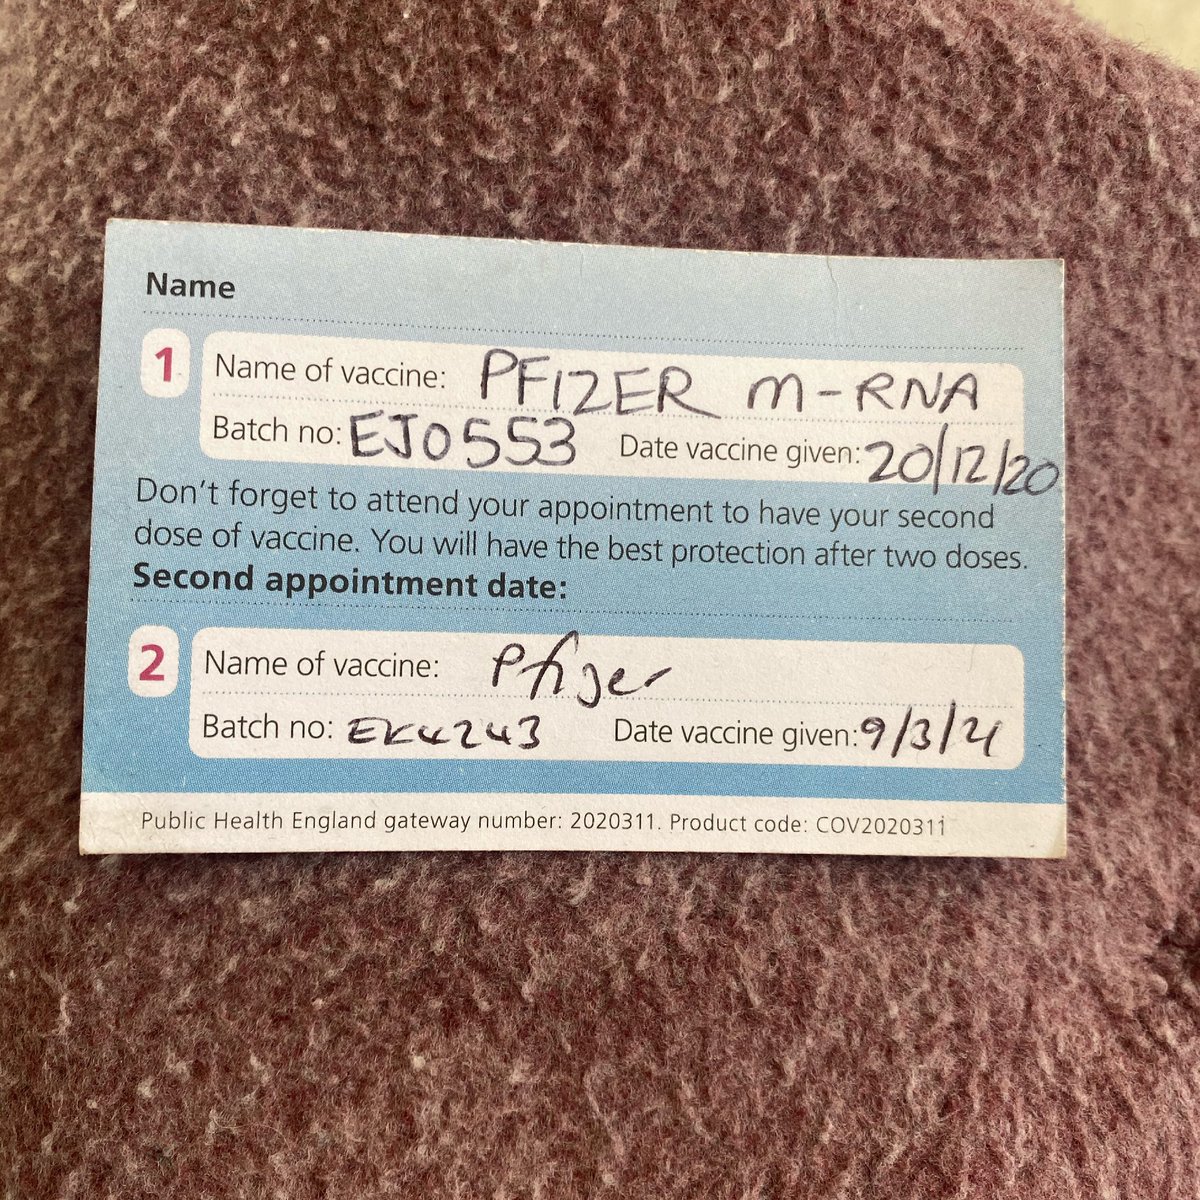 Name
1
Name of vaccine: PFIZER m-RNA
Batch no: EJ0553 Date vaccine given: 20/12/20
Don't forget to attend your appointment to have your second
dose of vaccine. You will have the best protection after two doses.
Second appointment date:
2
Name of vaccine: Pfizer
Batch no: EK4243 Date vaccine given: 9/3/21
Public Health England gateway number: 2020311. Product code: COV2020311